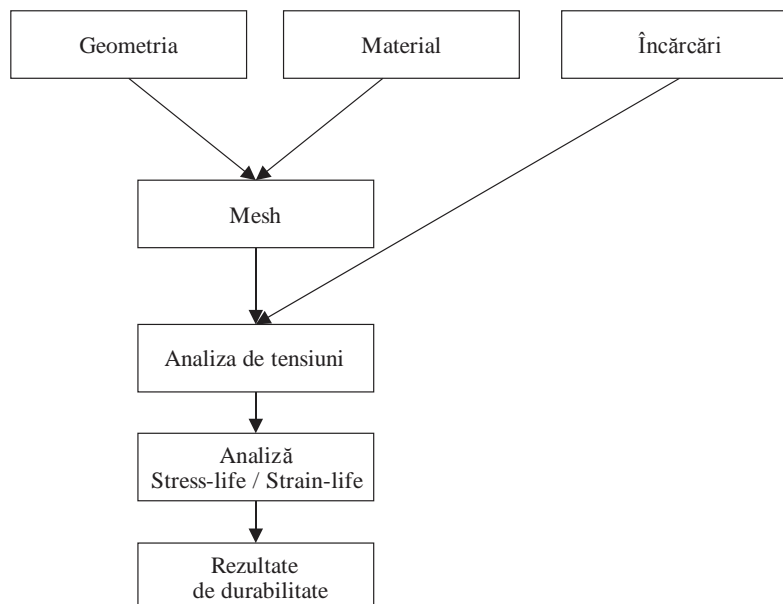 Geometria
Material
Încărcări
Mesh
Analiza de tensiuni
Analiză
Stress-life / Strain-life
Rezultate
de durabilitate